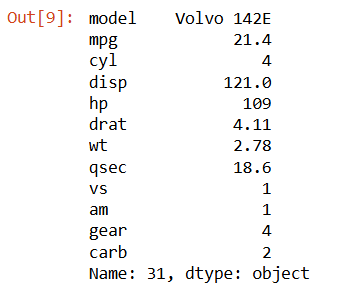 Out[9]: model    Volvo 142E
mpg            21.4
cyl               4
disp          121.0
hp              109
drat           4.11
wt             2.78
qsec           18.6
vs                1
am                1
gear              4
carb              2
Name: 31, dtype: object